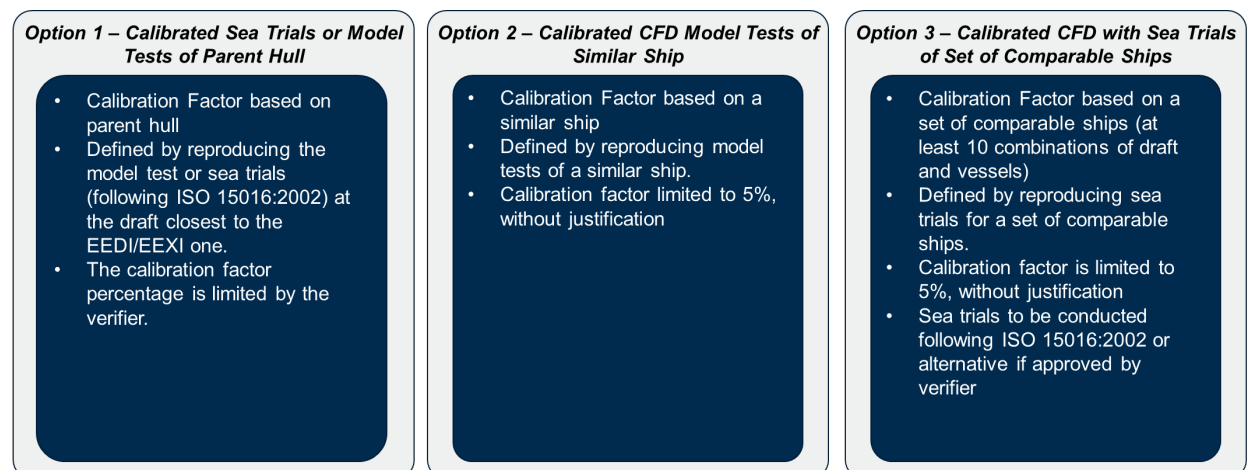 Option 1 – Calibrated Sea Trials or Model
Tests of Parent Hull
• Calibration Factor based on
parent hull
• Defined by reproducing the
model test or sea trials
(following ISO 15016:2002) at
the draft closest to the
EEDI/EEXI one.
• The calibration factor
percentage is limited by the
verifier.
Option 2 – Calibrated CFD Model Tests of
Similar Ship
• Calibration Factor based on a
similar ship
• Defined by reproducing model
tests of a similar ship.
• Calibration factor limited to 5%,
without justification
Option 3 – Calibrated CFD with Sea Trials
of Set of Comparable Ships
• Calibration Factor based on a
set of comparable ships (at
least 10 combinations of draft
and vessels)
• Defined by reproducing sea
trials for a set of comparable
ships.
• Calibration factor is limited to
5%, without justification
• Sea trials to be conducted
following ISO 15016:2002 or
alternative if approved by
verifier